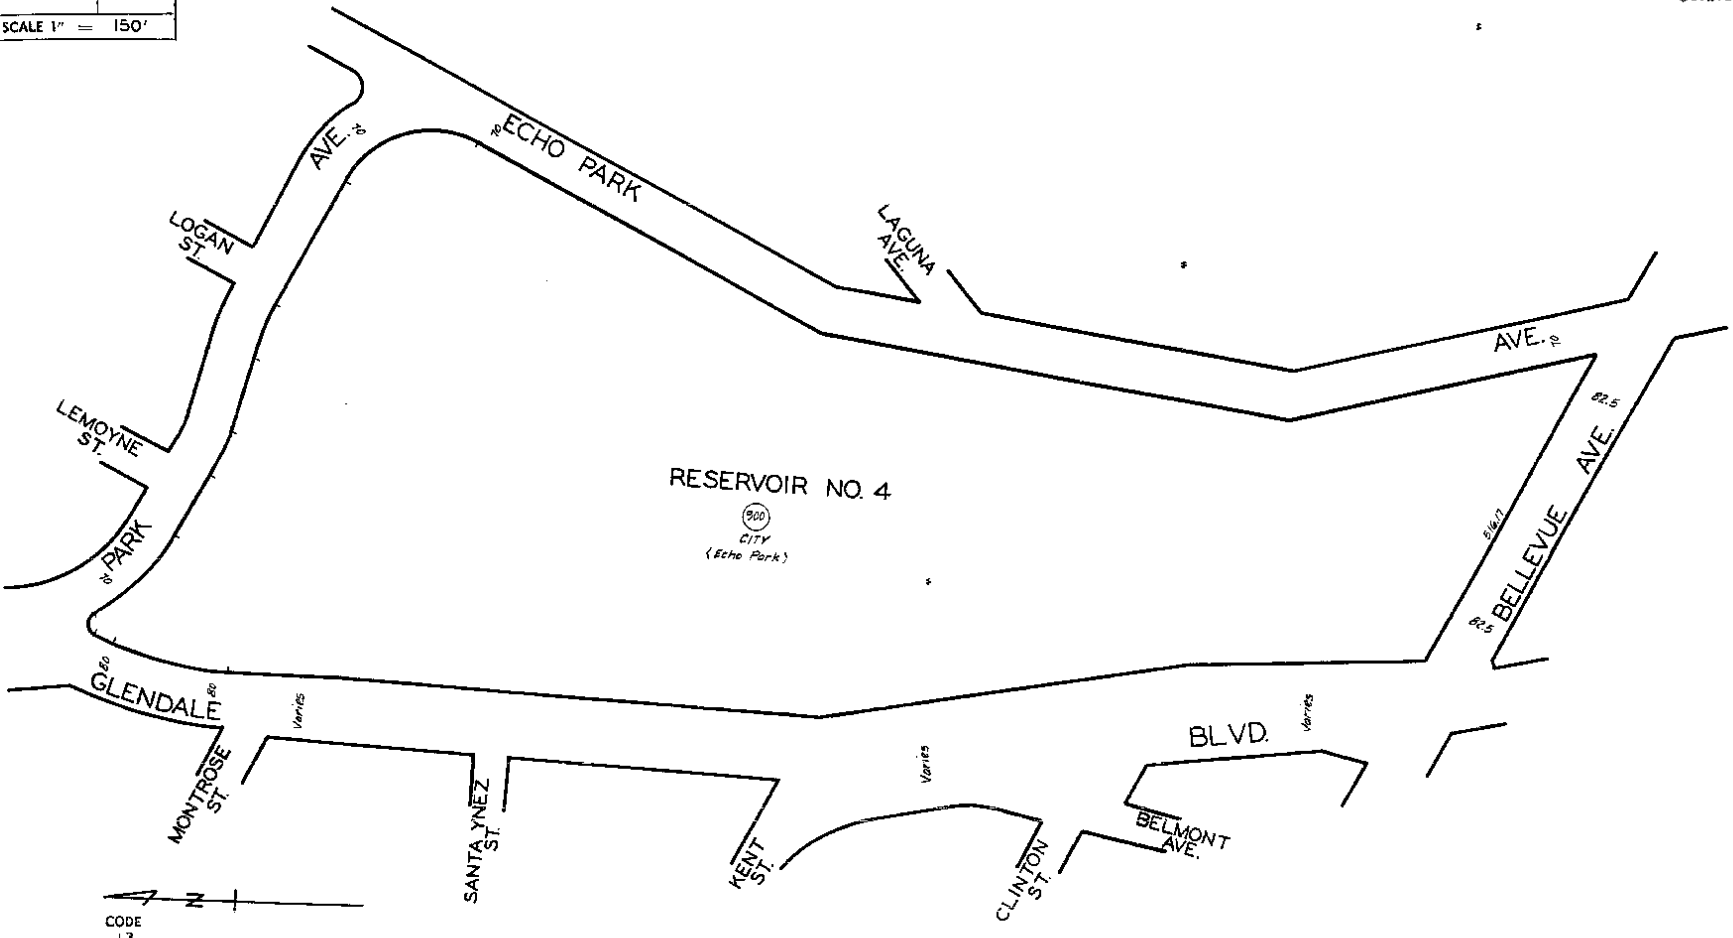 SCALE 1" = 150'
AVE. 70
70 ECHO PARK
LOGAN
ST.
LAGUNA
AVE.
AVE. 70
82.5
LEMOYNE
ST.
BELLEVUE AVE.
RESERVOIR NO. 4
900
CITY
(Echo Park)
516.17
PARK
70
82.5
80
GLENDALE
80
Varies
Varies
BLVD.
Varies
MONTROSE
ST.
SANTA YNEZ
ST.
KENT
ST.
CLINTON
ST.
BELMONT
AVE.
N
CODE